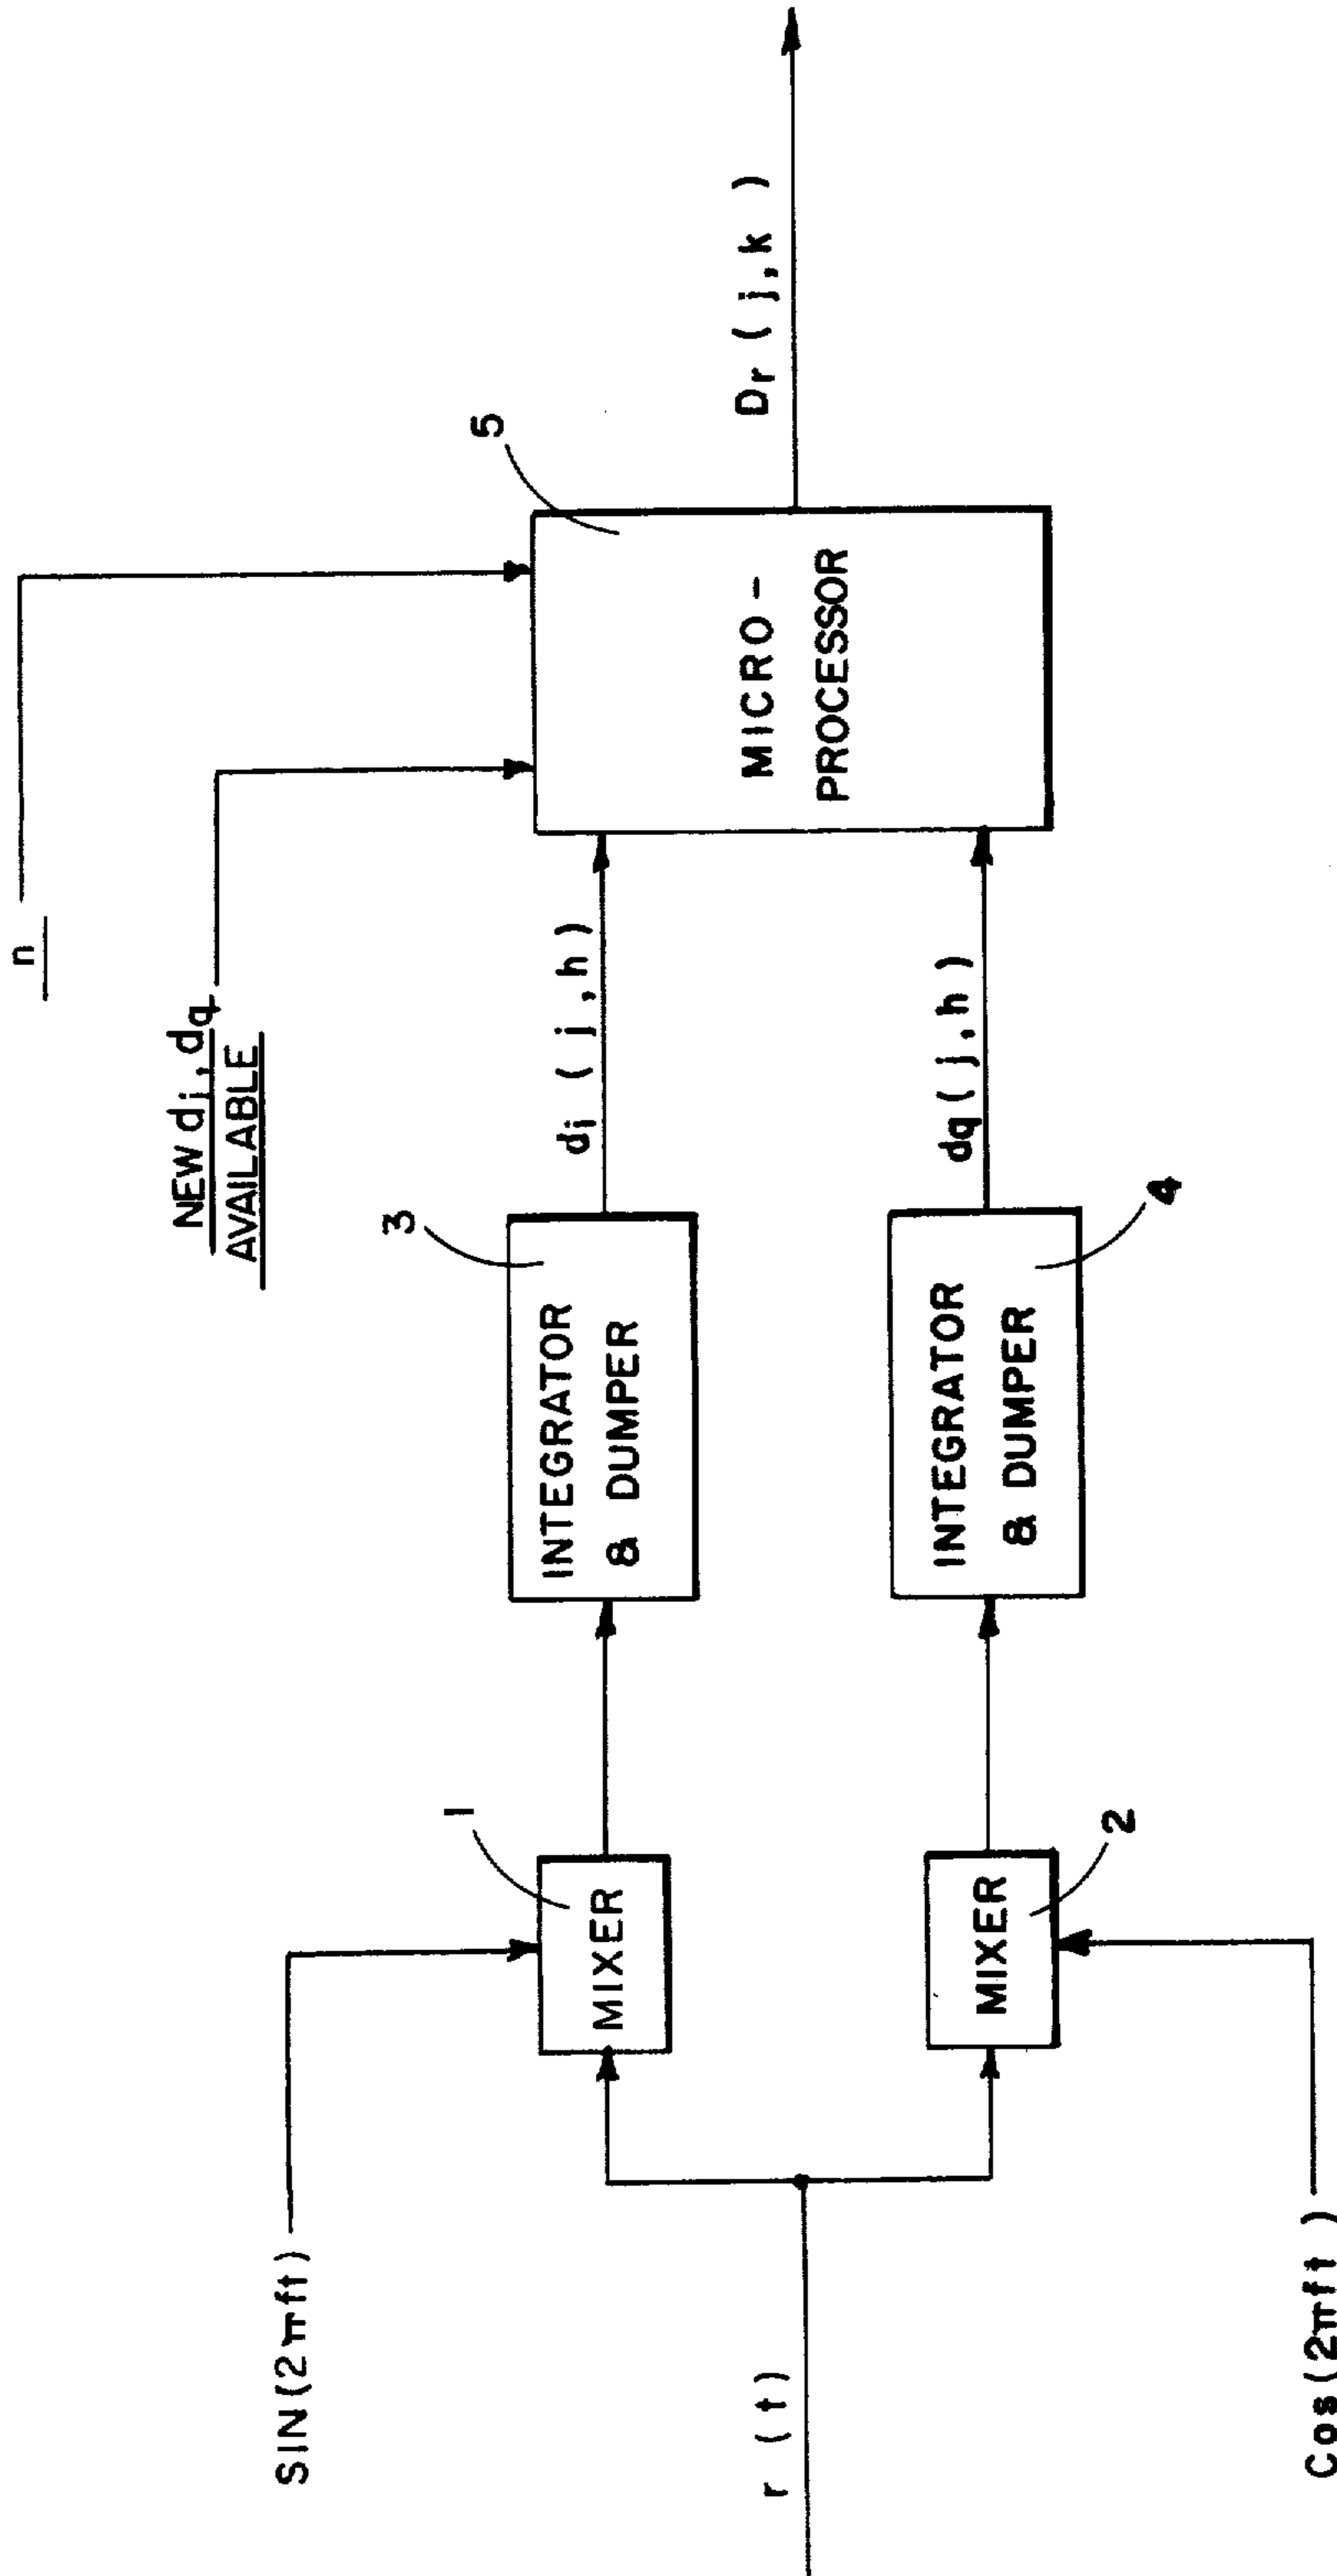 n
NEW di, dq
AVAILABLE
SIN(2πft)
1
MIXER
3
INTEGRATOR
& DUMPER
di (j,h)
5
MICRO-
PROCESSOR
r (t)
Dr (j,k)
MIXER
2
INTEGRATOR
& DUMPER
4
dq (j,h)
Cos(2πft)